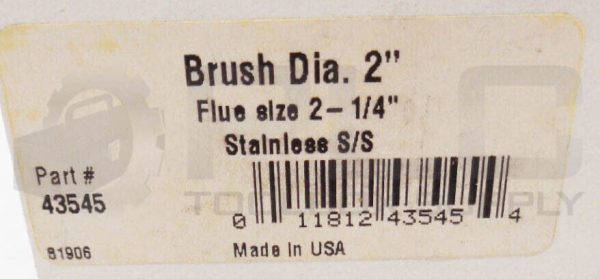 Brush Dia. 2"
Flue size 2-1/4"
Stainless S/S
Part #
43545
0 11812 43545 4
81906
Made In USA